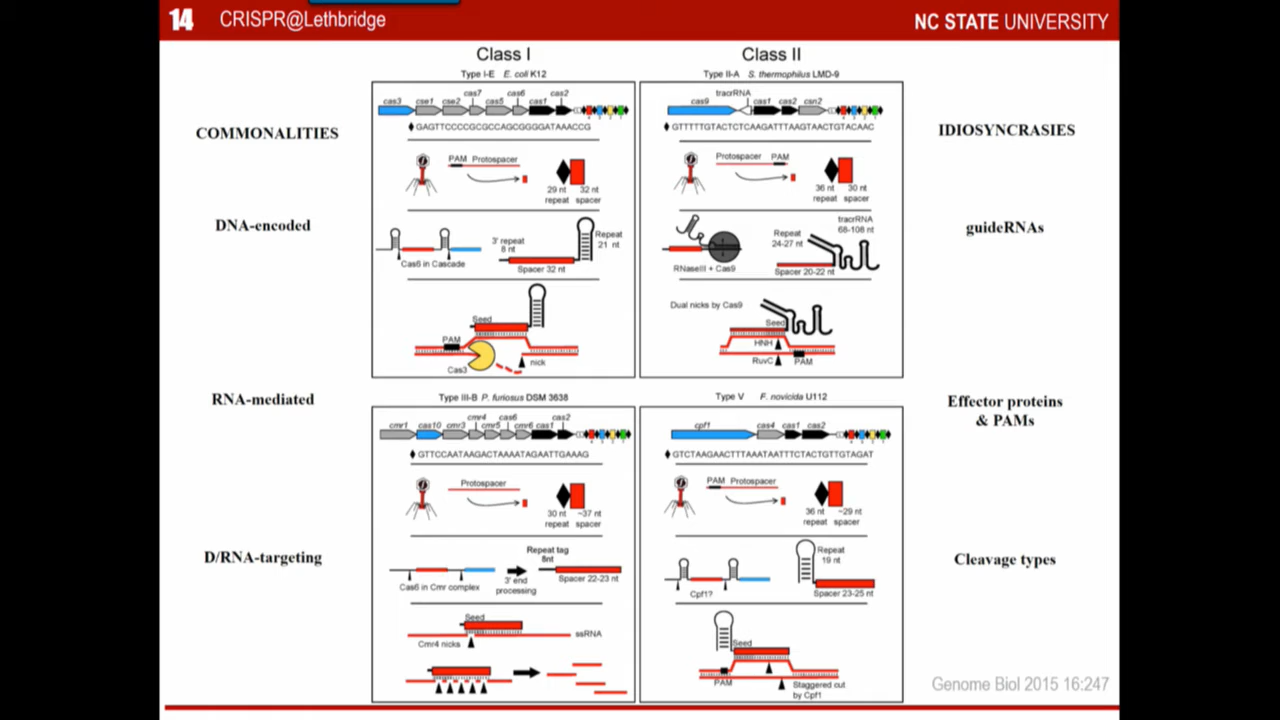 14 CRISPR@Lethbridge
NC STATE UNIVERSITY
COMMONALITIES
DNA-encoded
RNA-mediated
D/RNA-targeting
Class I
Type I-E E. coli K12
cas3 cse1 cse2 cas7 cas5 cas6 cas1 cas2
GAGTTCCCCGCGCCAGCGGGGATAAACCG
PAM Protospacer
29 nt 32 nt
repeat spacer
Cas6 in Cascade
3' repeat
8 nt
Spacer 32 nt
Repeat
21 nt
Seed
PAM
Cas3
nick
Class II
Type II-A S. thermophilus LMD-9
cas9 tracrRNA cas1 cas2 csn2
GTTTTTGTACTCTCAAGATTTAAGTAACTGTACAAC
Protospacer PAM
36 nt 30 nt
repeat spacer
RNaseIII + Cas9
Repeat
24-27 nt
tracrRNA
68-108 nt
Spacer 20-22 nt
Dual nicks by Cas9
Seed
HNH
RuvC
PAM
Type III-B P. furiosus DSM 3638
cmr1 cas10 cmr3 cmr4 cmr5 cas6 cmr6 cas1 cas2
GTTCCAATAAGACTAAAATAGAATTGAAAG
Protospacer
30 nt ~37 nt
repeat spacer
Cas6 in Cmr complex
3' end
processing
Repeat tag
8nt
Spacer 22-23 nt
Seed
ssRNA
Cmr4 nicks
Type V F. novicida U112
cpf1 cas4 cas1 cas2
GTCTAAGAACTTTAAATAATTTCTACTGTTGTAGAT
PAM Protospacer
36 nt ~29 nt
repeat spacer
Cpf1?
Repeat
19 nt
Spacer 23-25 nt
Seed
PAM
Staggered cut
by Cpf1
IDIOSYNCRASIES
guideRNAs
Effector proteins
& PAMs
Cleavage types
Genome Biol 2015 16:247